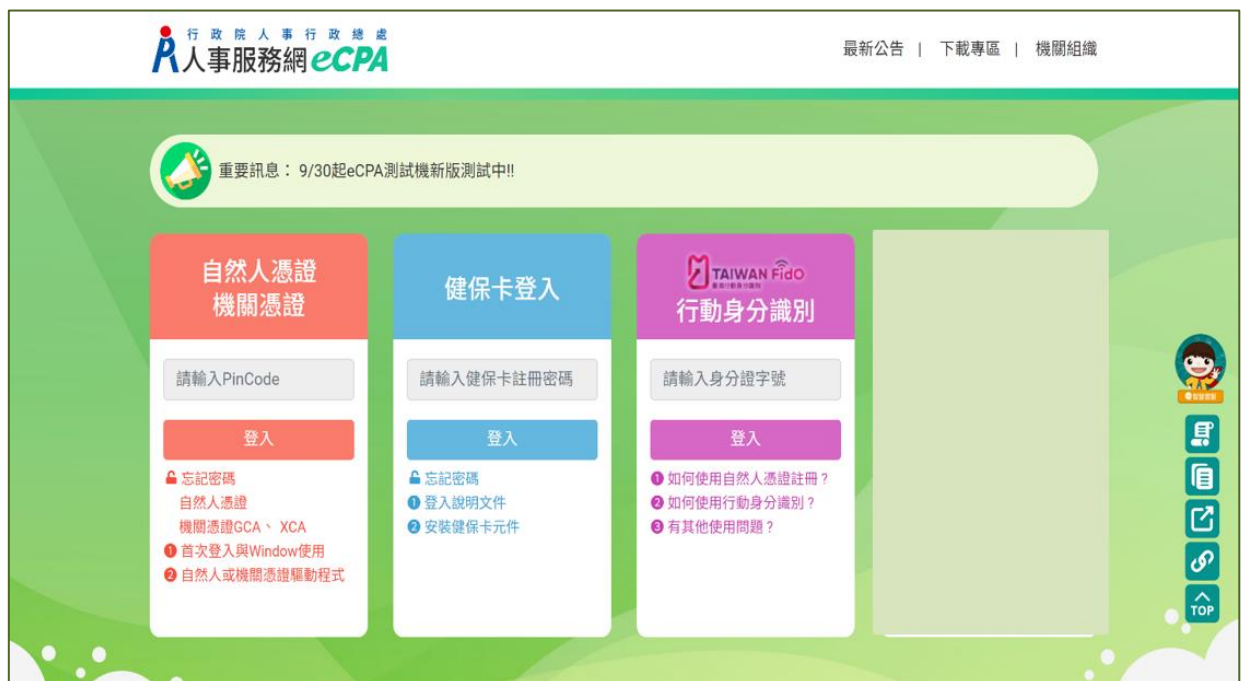 行政院人事行政總處
人事服務網eCPA
最新公告 | 下載專區 | 機關組織
重要訊息： 9/30起eCPA測試機新版測試中!!
自然人憑證
機關憑證
請輸入PinCode
登入
忘記密碼
自然人憑證
機關憑證GCA、 XCA
1 首次登入與Window使用
2 自然人或機關憑證驅動程式
健保卡登入
請輸入健保卡註冊密碼
登入
忘記密碼
1 登入說明文件
2 安裝健保卡元件
TAIWAN FidO
行動身分識別
請輸入身分證字號
登入
1 如何使用自然人憑證註冊？
2 如何使用行動身分識別？
3 有其他使用問題？
TOP